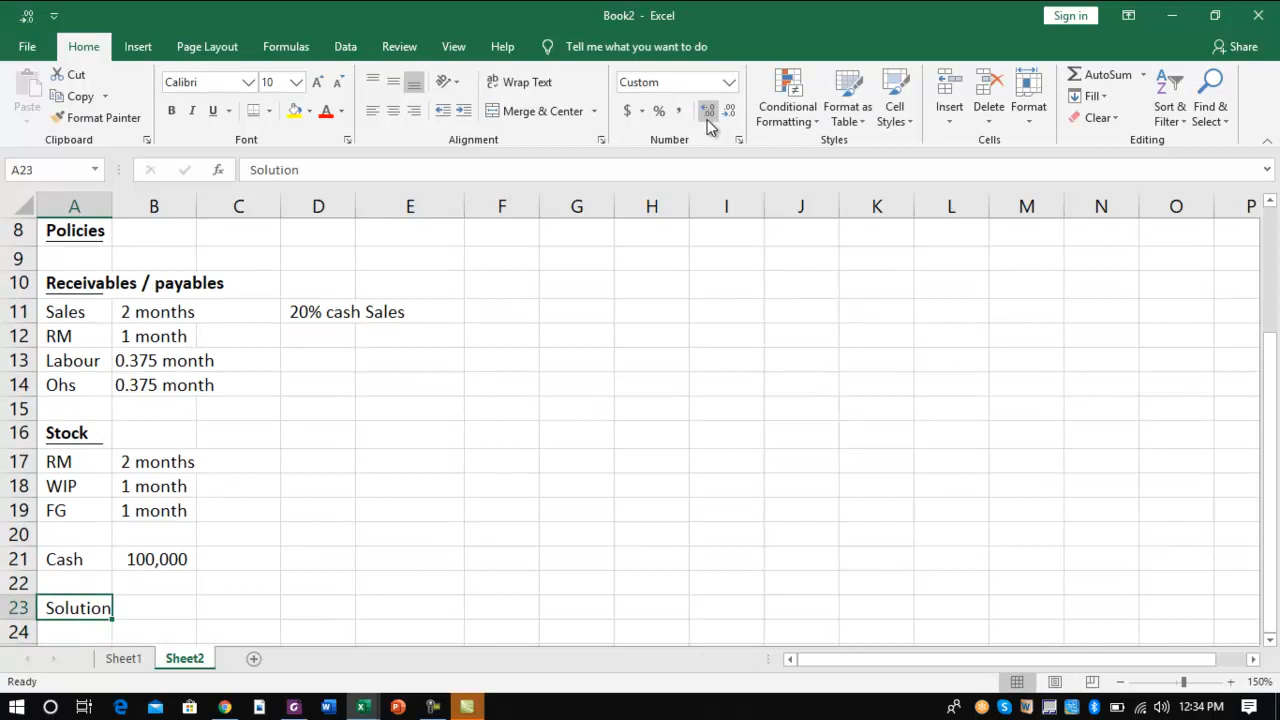 Book2 - Excel
Sign in
File Home Insert Page Layout Formulas Data Review View Help Tell me what you want to do Share
Cut
Copy
Format Painter
Paste
Clipboard
Calibri 10
B I U
Font
Wrap Text
Merge & Center
Alignment
Custom
$ % ,
Number
Conditional Formatting
Format as Table
Cell Styles
Styles
Insert
Delete
Format
Cells
AutoSum
Fill
Clear
Sort & Filter
Find & Select
Editing
A23 fx Solution
A B C D E F G H I J K L M N O P
8 Policies
9
10 Receivables / payables
11 Sales 2 months 20% cash Sales
12 RM 1 month
13 Labour 0.375 month
14 Ohs 0.375 month
15
16 Stock
17 RM 2 months
18 WIP 1 month
19 FG 1 month
20
21 Cash 100,000
22
23 Solution
24
Sheet1 Sheet2
Ready 150%
12:34 PM